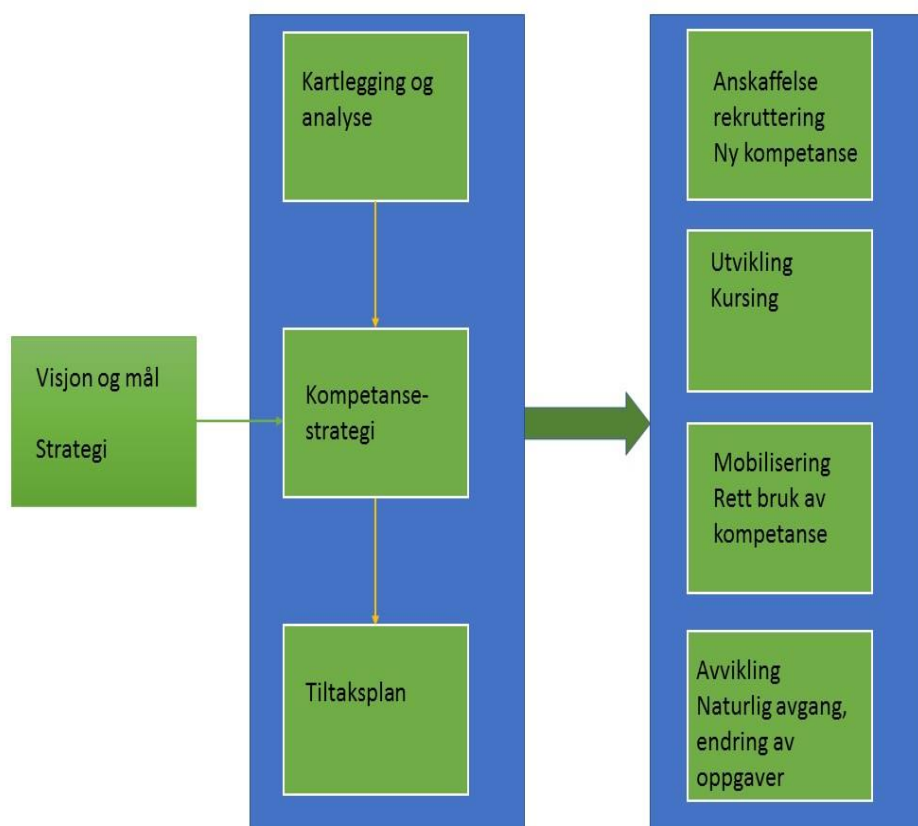 Visjon og mål
Strategi
Kartlegging og
analyse
Kompetanse-
strategi
Tiltaksplan
Anskaffelse
rekruttering
Ny kompetanse
Utvikling
Kursing
Mobilisering
Rett bruk av
kompetanse
Avvikling
Naturlig avgang,
endring av
oppgaver